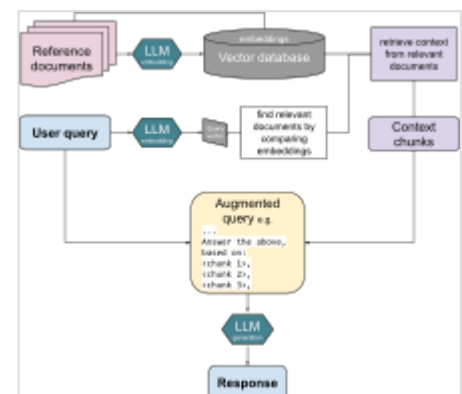 Reference
documents
LLM
embedding
embeddings
Vector database
retrieve context
from relevant
documents
User query
LLM
embedding
Query
find relevant
documents by
comparing
embeddings
Context
chunks
Augmented
query e.g.
...
Answer the above,
based on:
<chunk 1>,
<chunk 2>,
<chunk 3>,
LLM
generation
Response